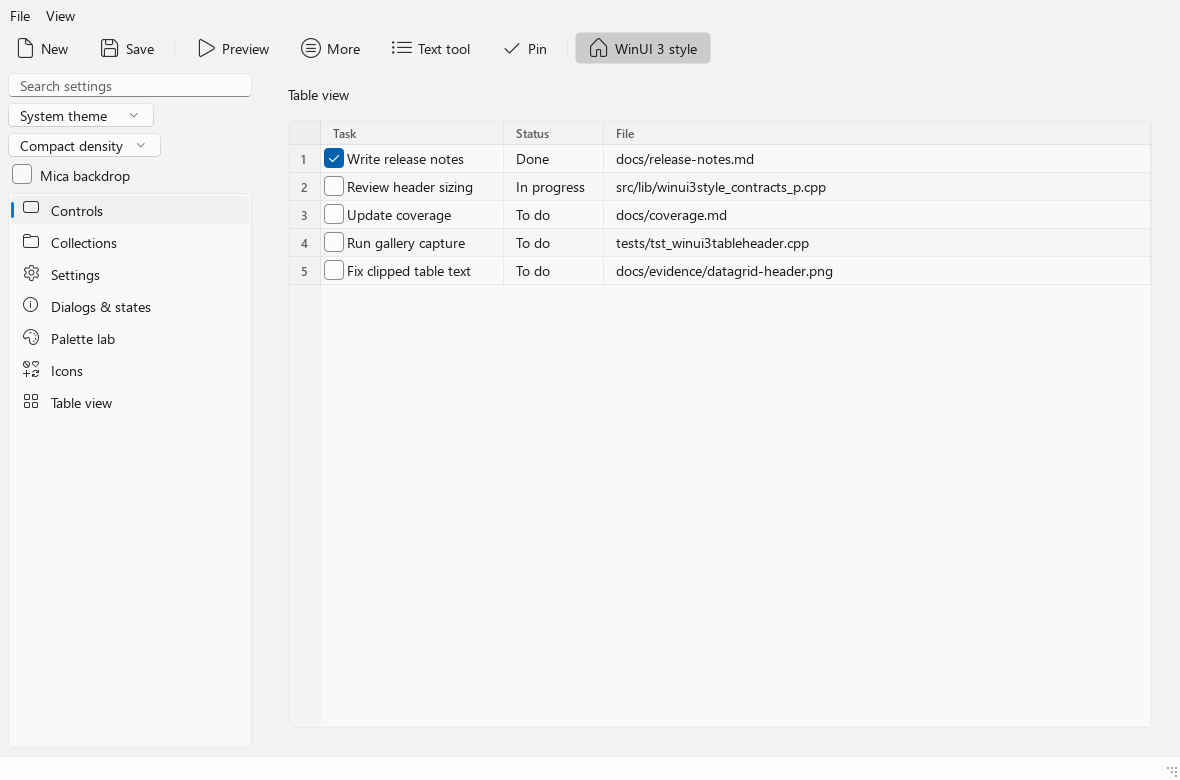 File View
New Save Preview More Text tool Pin WinUI 3 style
Search settings
System theme
Compact density
Mica backdrop
Controls
Collections
Settings
Dialogs & states
Palette lab
Icons
Table view
Table view
Task Status File
1 Write release notes Done docs/release-notes.md
2 Review header sizing In progress src/lib/winui3style_contracts_p.cpp
3 Update coverage To do docs/coverage.md
4 Run gallery capture To do tests/tst_winui3tableheader.cpp
5 Fix clipped table text To do docs/evidence/datagrid-header.png